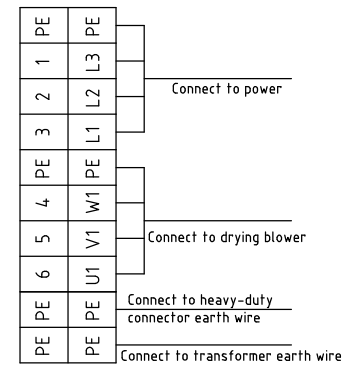 PE PE
1 L3
2 L2
Connect to power
3 L1
PE PE
4 W1
5 V1
Connect to drying blower
6 U1
PE PE
Connect to heavy-duty
connector earth wire
PE PE
Connect to transformer earth wire